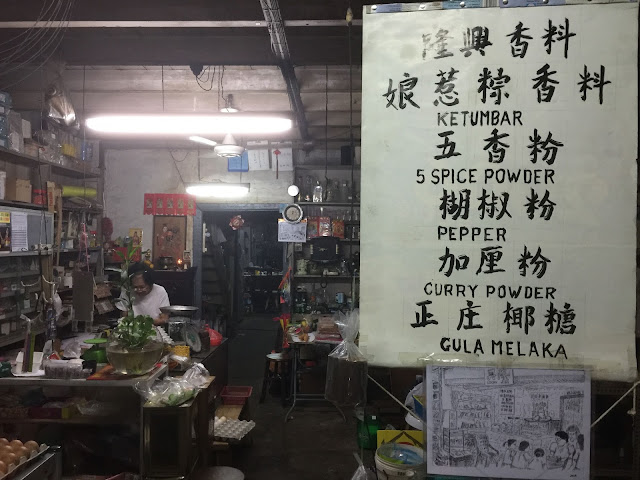 隆興香料
娘惹粽香料
KETUMBAR
五香粉
5 SPICE POWDER
糊椒粉
PEPPER
加厘粉
CURRY POWDER
正庄椰糖
GULA MELAKA